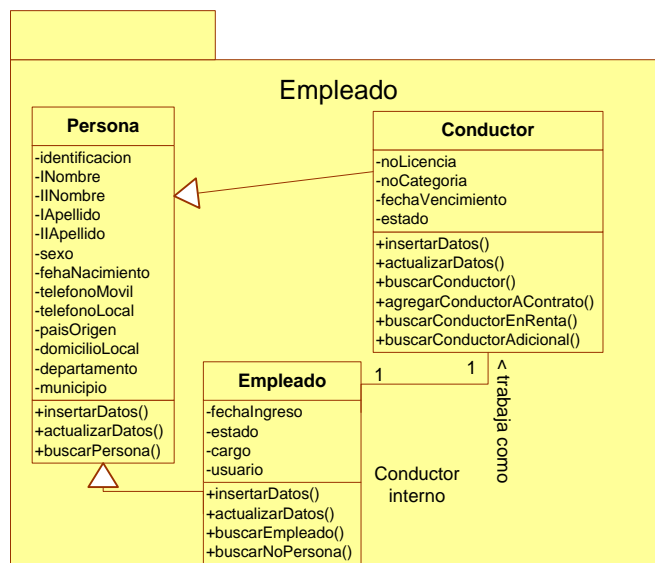 Empleado
Persona
-identificacion
-INombre
-IINombre
-IApellido
-IIApellido
-sexo
-fehaNacimiento
-telefonoMovil
-telefonoLocal
-paisOrigen
-domicilioLocal
-departamento
-municipio
+insertarDatos()
+actualizarDatos()
+buscarPersona()
Conductor
-noLicencia
-noCategoria
-fechaVencimiento
-estado
+insertarDatos()
+actualizarDatos()
+buscarConductor()
+agregarConductorAContrato()
+buscarConductorEnRenta()
+buscarConductorAdicional()
Empleado
-fechaIngreso
-estado
-cargo
-usuario
+insertarDatos()
+actualizarDatos()
+buscarEmpleado()
+buscarNoPersona()
1
1
< trabaja como
Conductor
interno